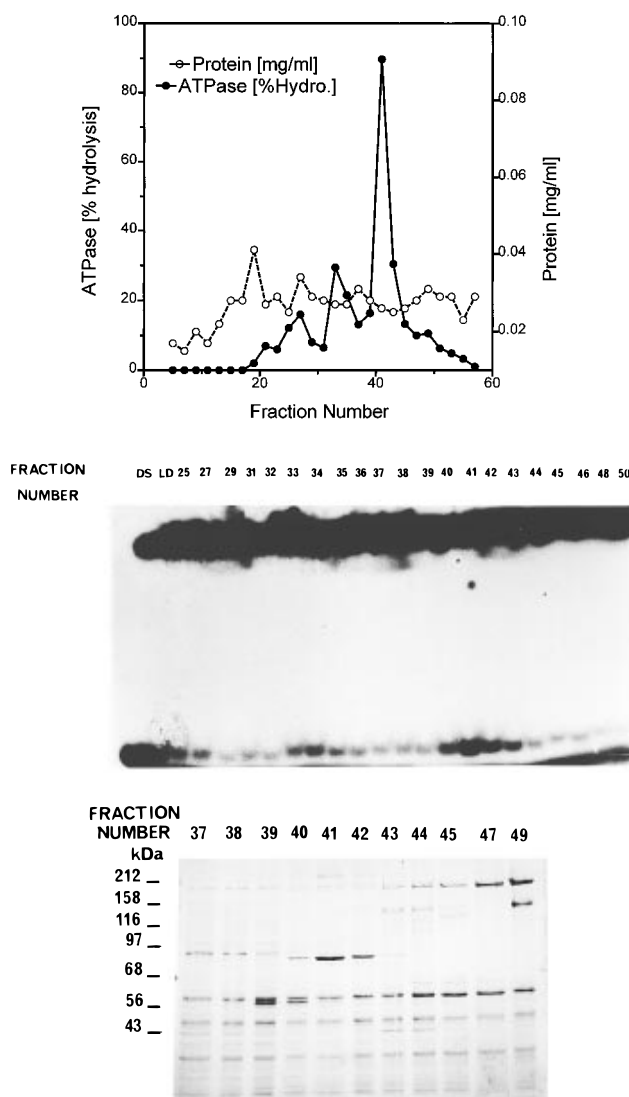 100
0.10
Protein [mg/ml]
ATPase [%Hydro.]
80
0.08
60
0.06
40
0.04
20
0.02
0
0
20
40
60
ATPase [% hydrolysis]
Protein [mg/ml]
Fraction Number
FRACTION NUMBER
DS LD 25 27 29 31 32 33 34 35 36 37 38 39 40 41 42 43 44 45 46 48 50
FRACTION
NUMBER 37 38 39 40 41 42 43 44 45 47 49
kDa
212
158
116
97
68
56
43